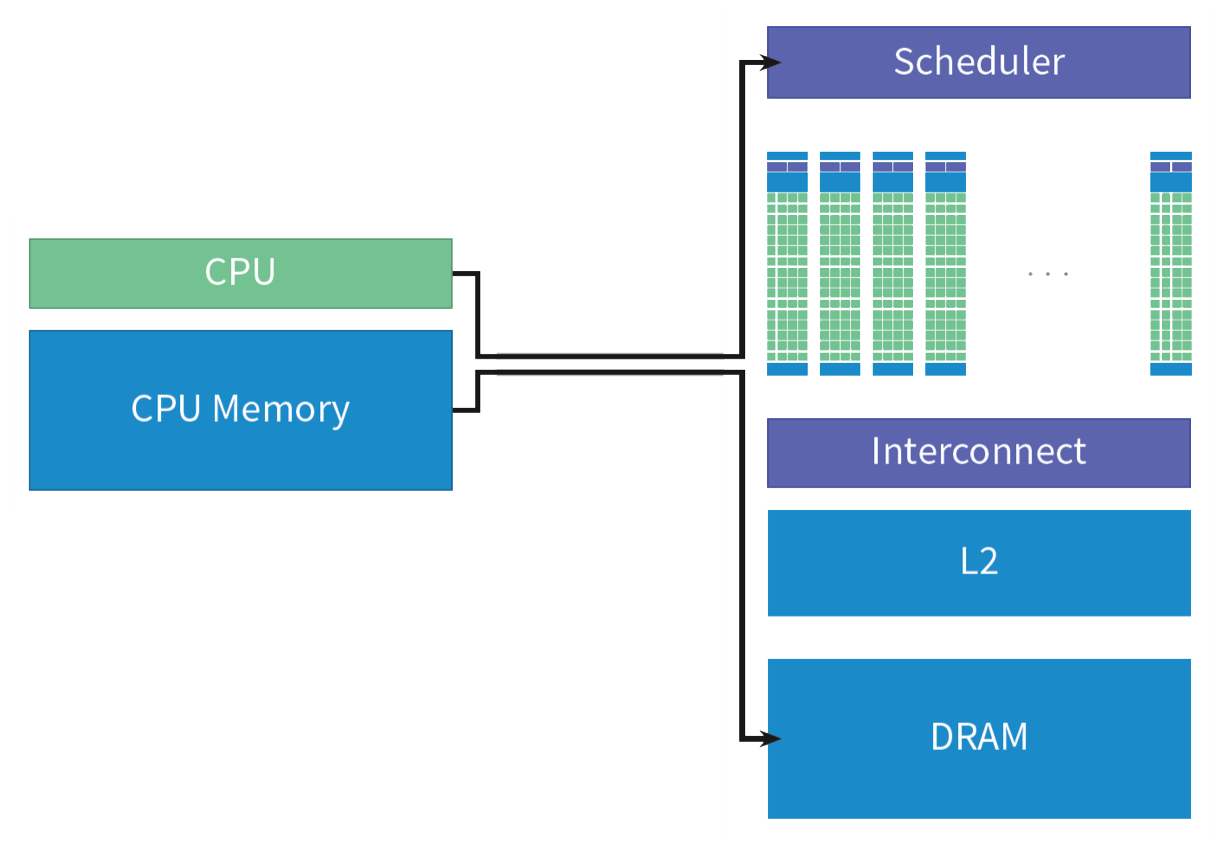 Scheduler
CPU
CPU Memory
. . .
Interconnect
L2
DRAM